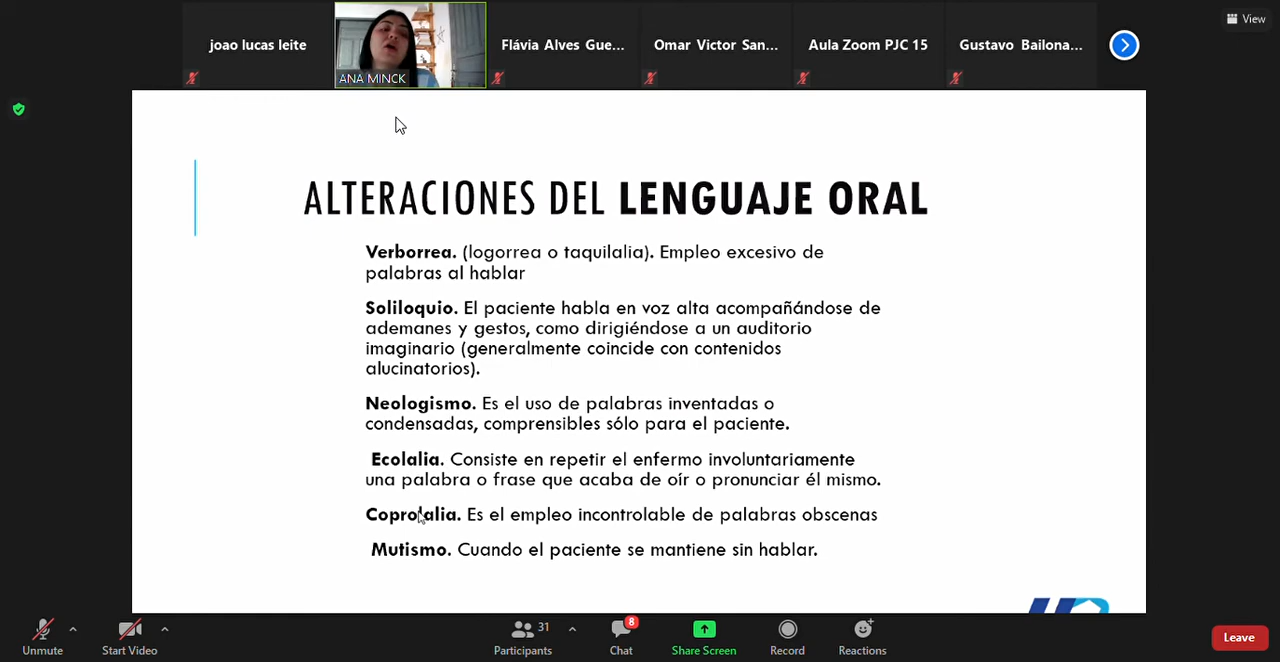 View
joao lucas leite
ANA MINCK
Flávia Alves Gue...
Omar Victor San...
Aula Zoom PJC 15
Gustavo Bailona...
ALTERACIONES DEL LENGUAJE ORAL
Verborrea. (logorrea o taquilalia). Empleo excesivo de
palabras al hablar
Soliloquio. El paciente habla en voz alta acompañándose de
ademanes y gestos, como dirigiéndose a un auditorio
imaginario (generalmente coincide con contenidos
alucinatorios).
Neologismo. Es el uso de palabras inventadas o
condensadas, comprensibles sólo para el paciente.
Ecolalia. Consiste en repetir el enfermo involuntariamente
una palabra o frase que acaba de oír o pronunciar él mismo.
Coprolalia. Es el empleo incontrolable de palabras obscenas
Mutismo. Cuando el paciente se mantiene sin hablar.
Unmute
Start Video
31
Participants
8
Chat
Share Screen
Record
Reactions
Leave